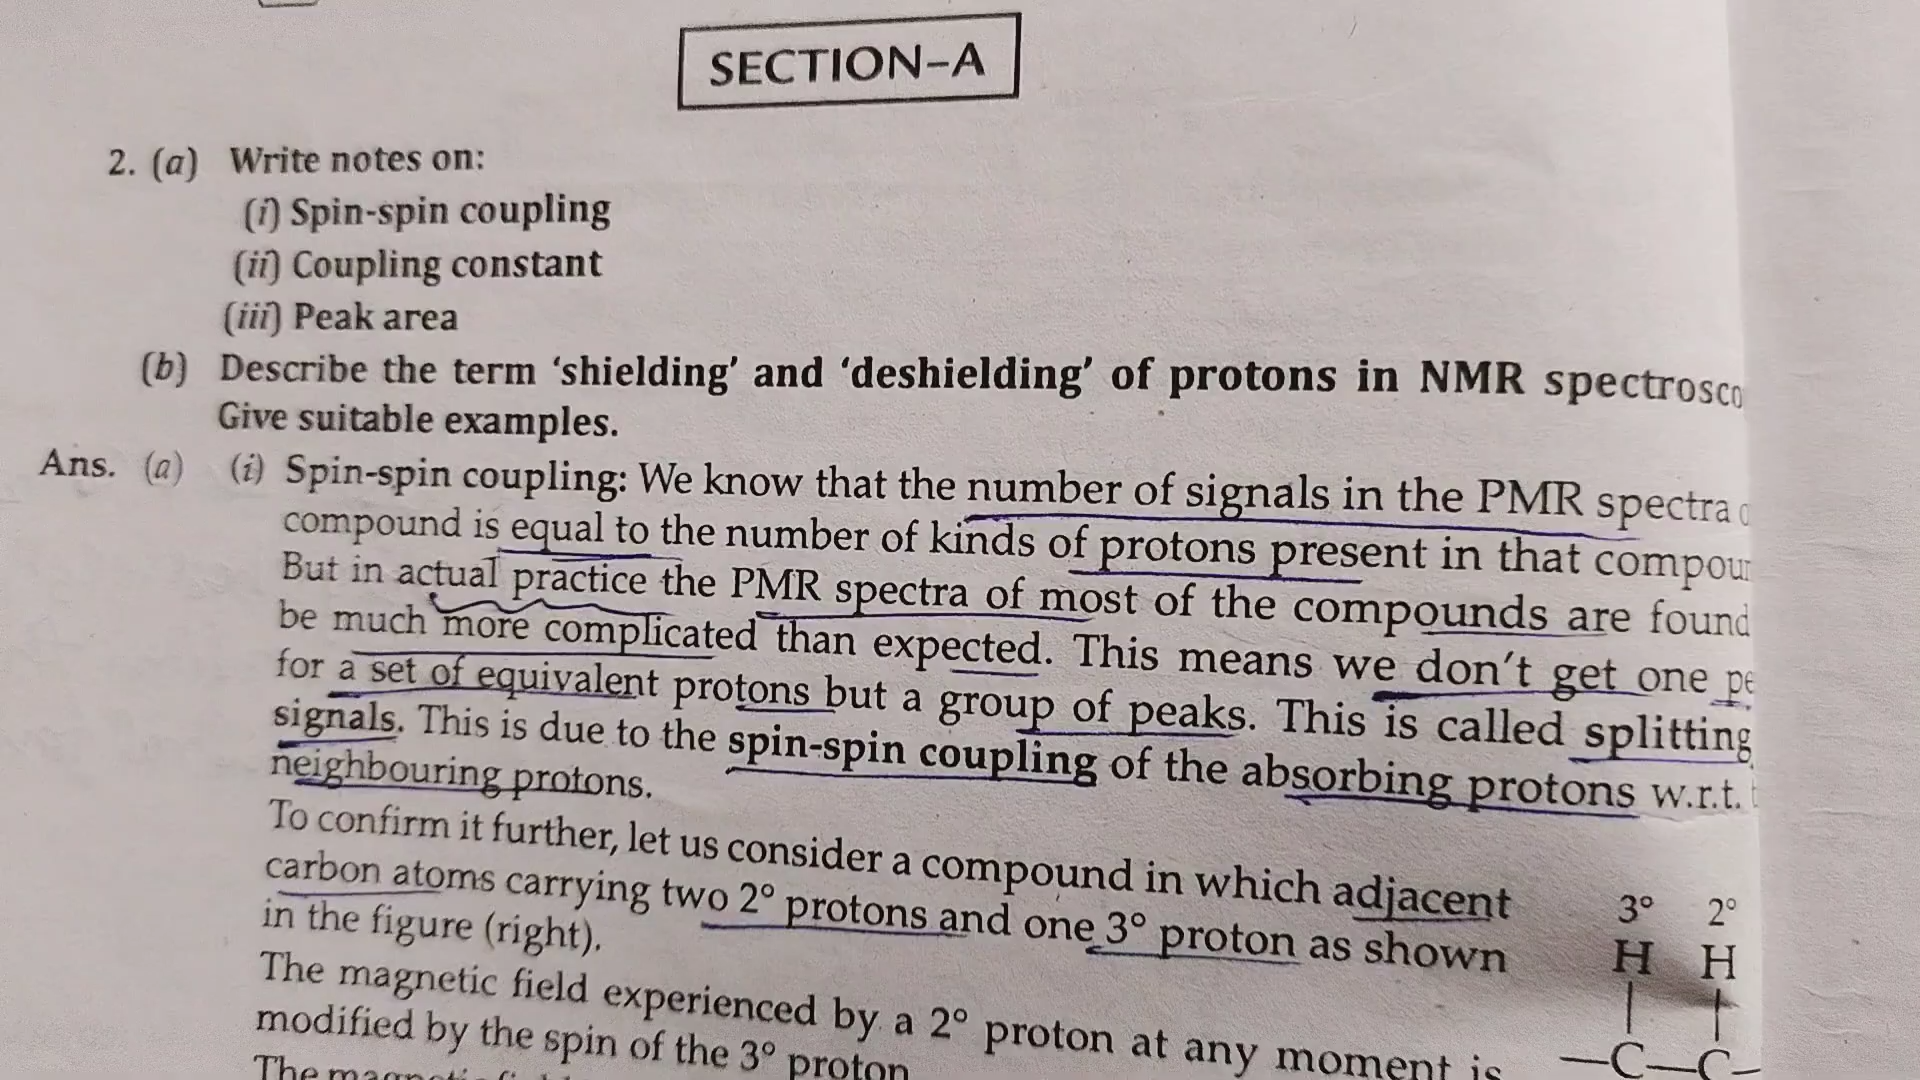 SECTION–A
2. (a) Write notes on:
(i) Spin-spin coupling
(ii) Coupling constant
(iii) Peak area
(b) Describe the term ‘shielding’ and ‘deshielding’ of protons in NMR spectrosco
Give suitable examples.
Ans. (a) (i) Spin-spin coupling: We know that the number of signals in the PMR spectra
compound is equal to the number of kinds of protons present in that compou
But in actual practice the PMR spectra of most of the compounds are found
be much more complicated than expected. This means we don’t get one pe
for a set of equivalent protons but a group of peaks. This is called splitting
signals. This is due to the spin-spin coupling of the absorbing protons w.r.t.
neighbouring protons.
To confirm it further, let us consider a compound in which adjacent
carbon atoms carrying two 2° protons and one 3° proton as shown
in the figure (right).
3° 2°
H H
—C—C—
The magnetic field experienced by a 2° proton at any moment is
modified by the spin of the 3° proton
The